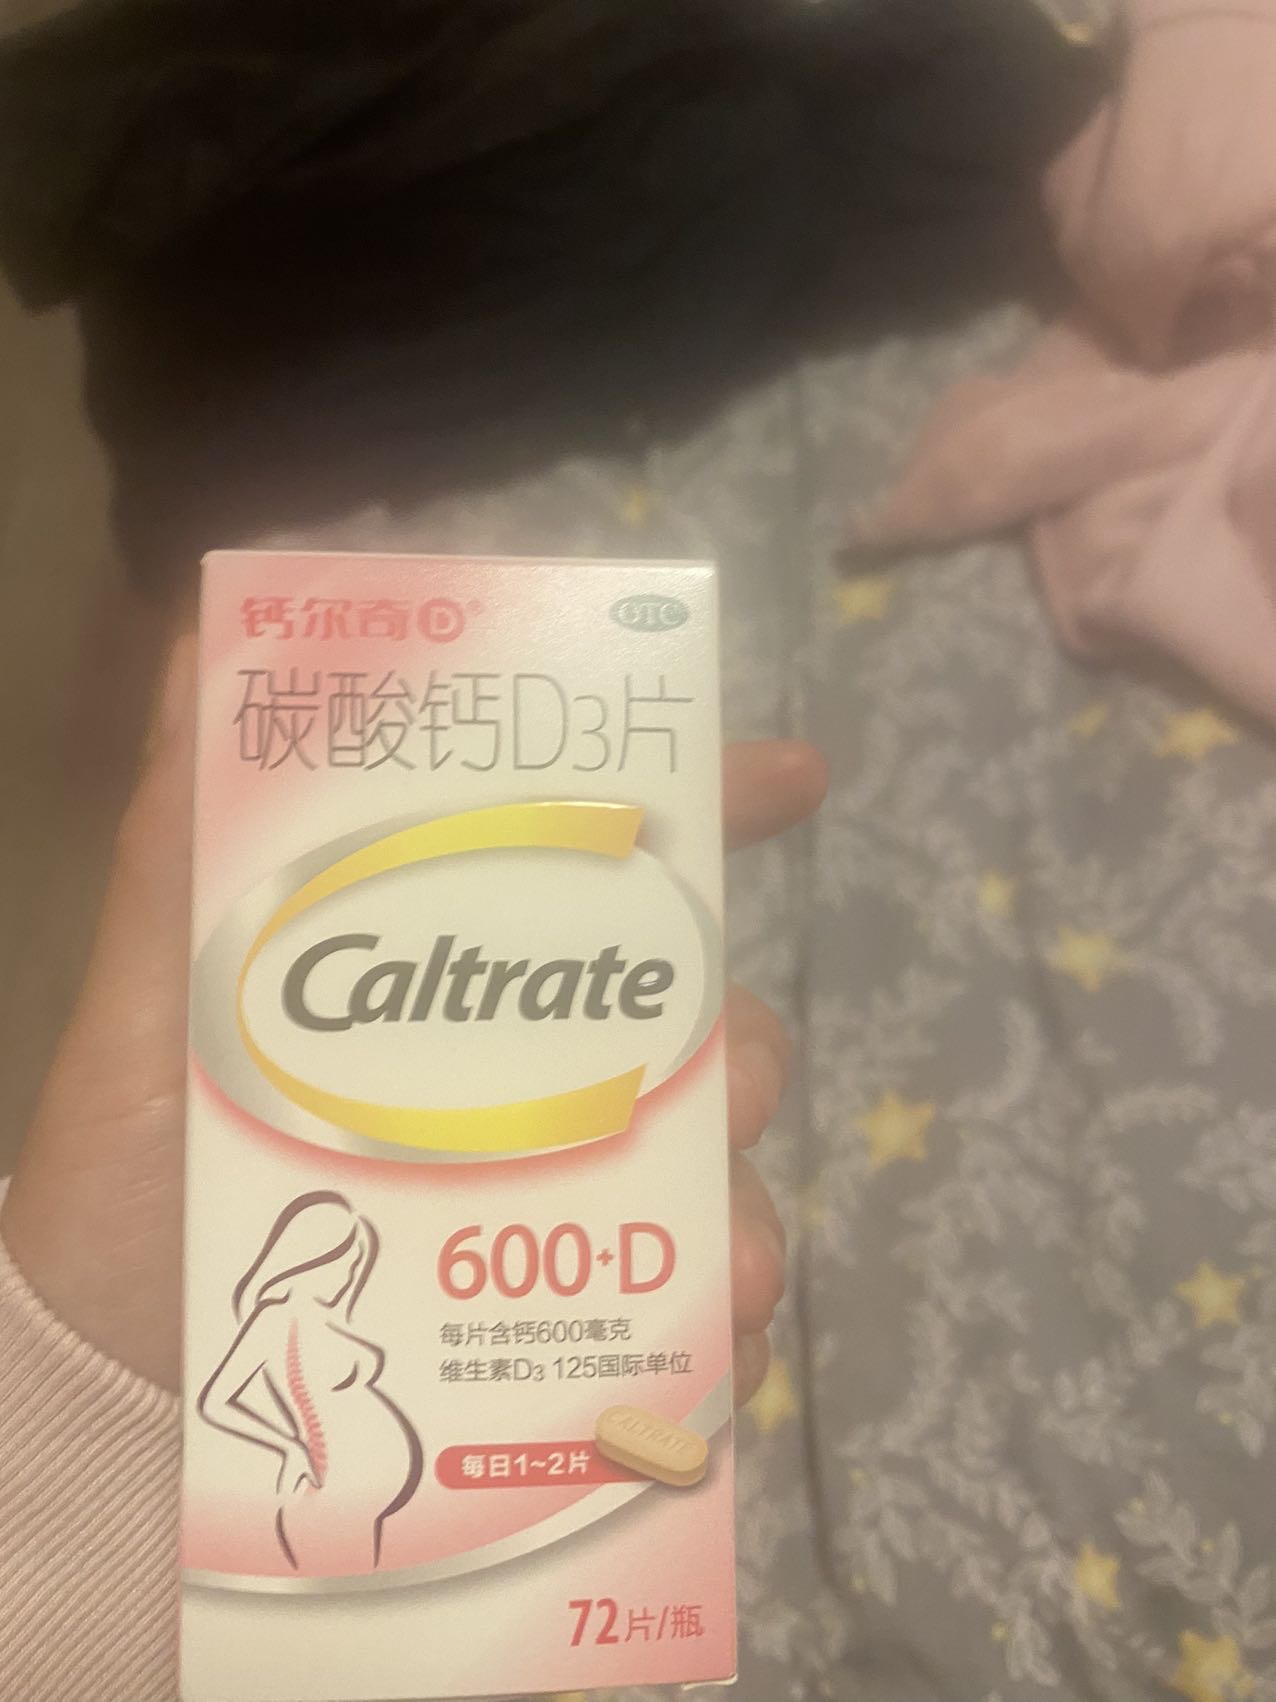 钙尔奇D®
OTC
碳酸钙D3片
Caltrate
600+D
每片含钙600毫克
维生素D3 125国际单位
CALTRATE
每日1~2片
72片/瓶